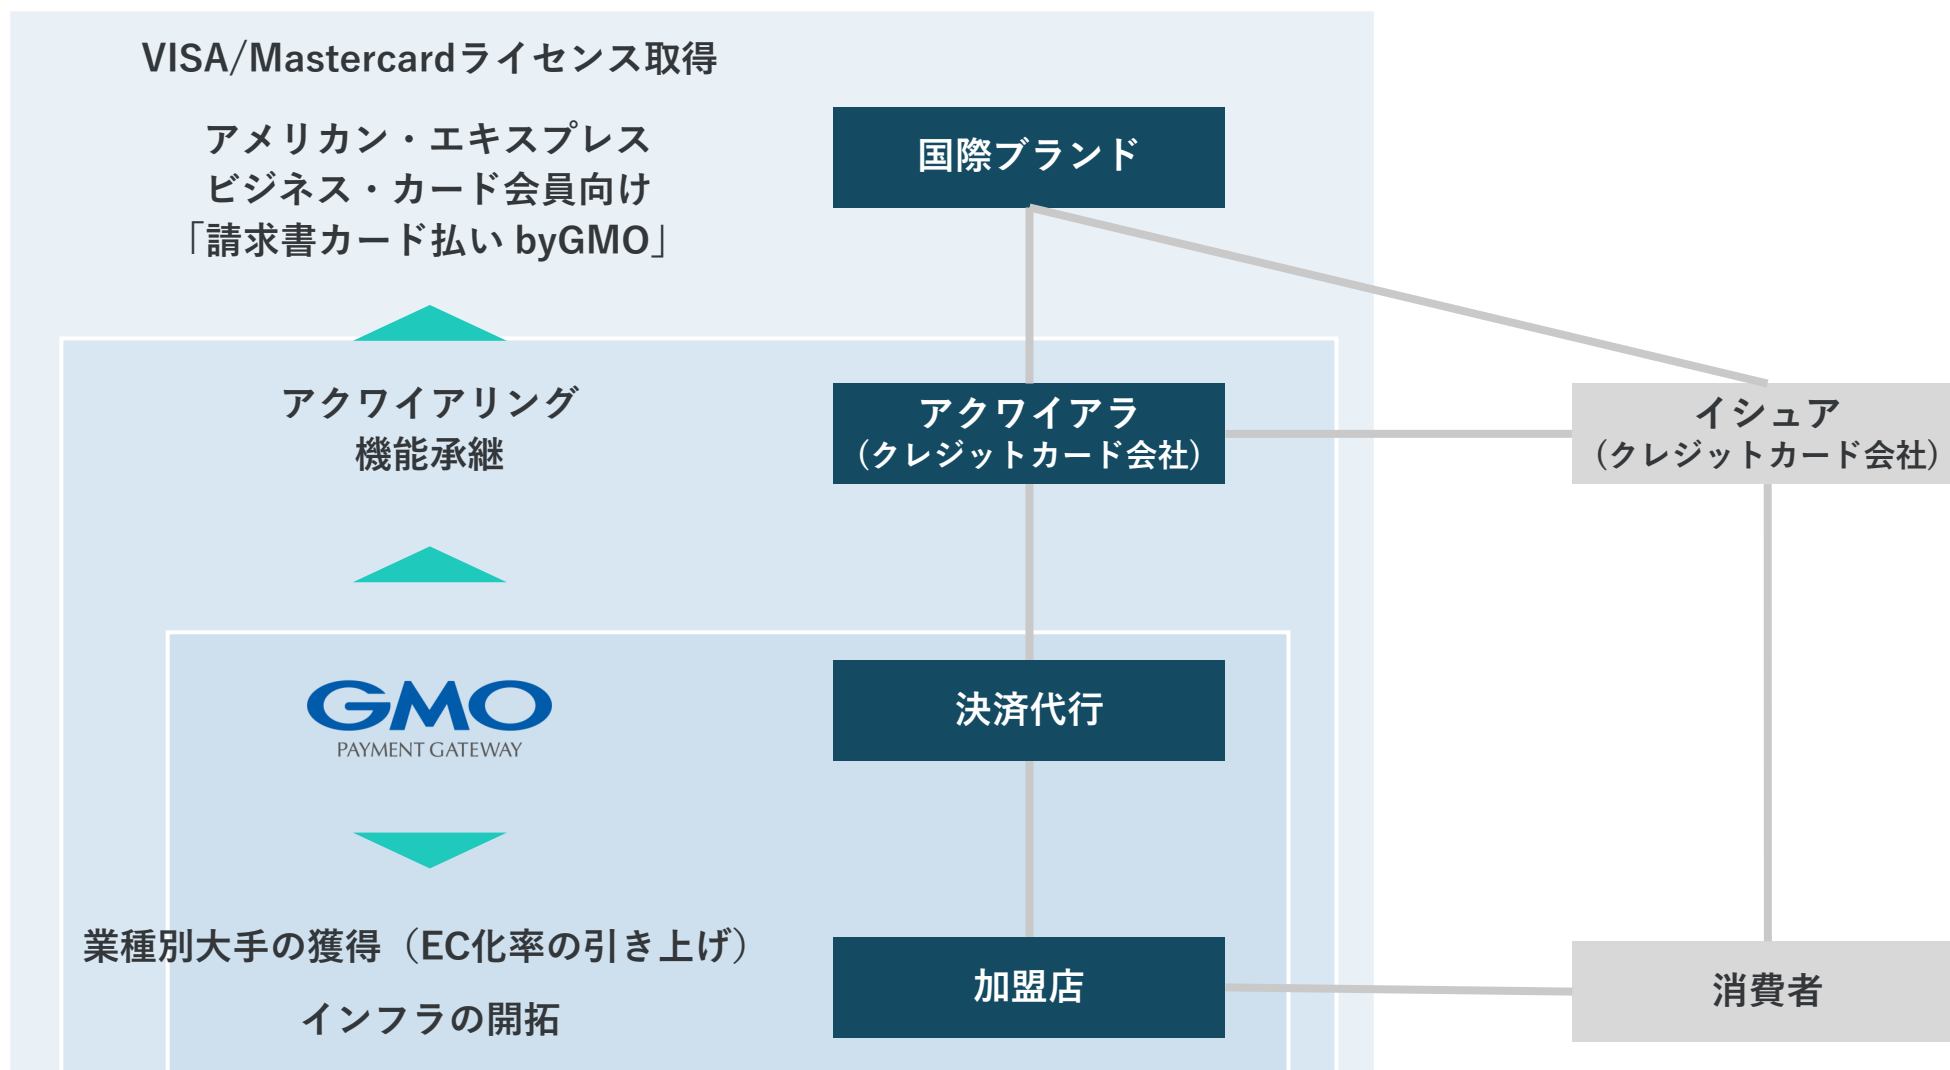 VISA/Mastercardライセンス取得
アメリカン・エキスプレス
ビジネス・カード会員向け
「請求書カード払い byGMO」
国際ブランド
アクワイアリング
機能承継
アクワイアラ
(クレジットカード会社)
イシュア
(クレジットカード会社)
GMO
PAYMENT GATEWAY
決済代行
業種別大手の獲得（EC化率の引き上げ）
インフラの開拓
加盟店
消費者